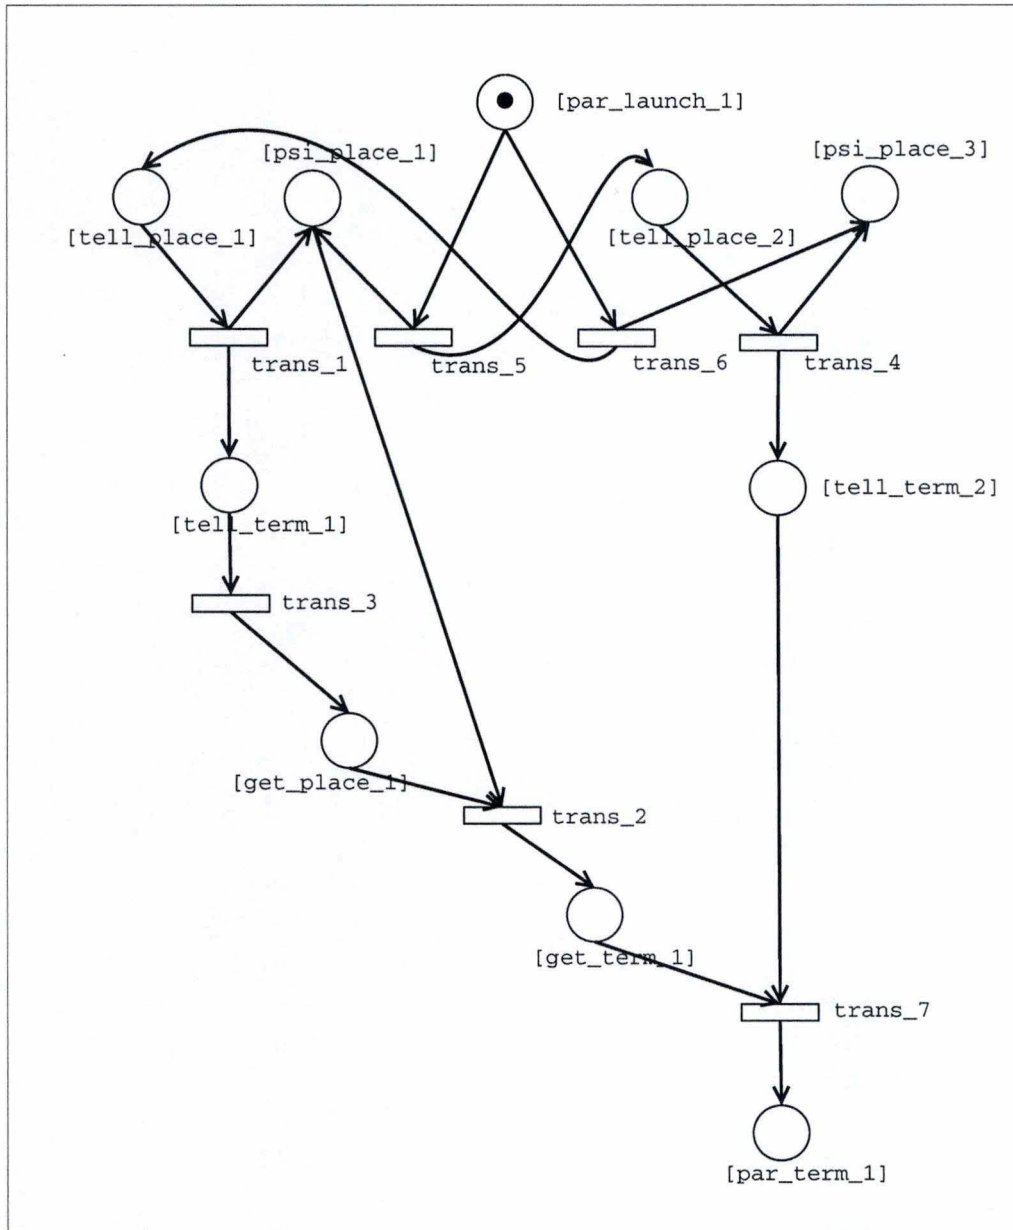 [par_launch_1]
[psi_place_1]
[psi_place_3]
[tell_place_1]
[tell_place_2]
trans_1
trans_5
trans_6
trans_4
[tell_term_1]
[tell_term_2]
trans_3
[get_place_1]
trans_2
[get_term_1]
trans_7
[par_term_1]